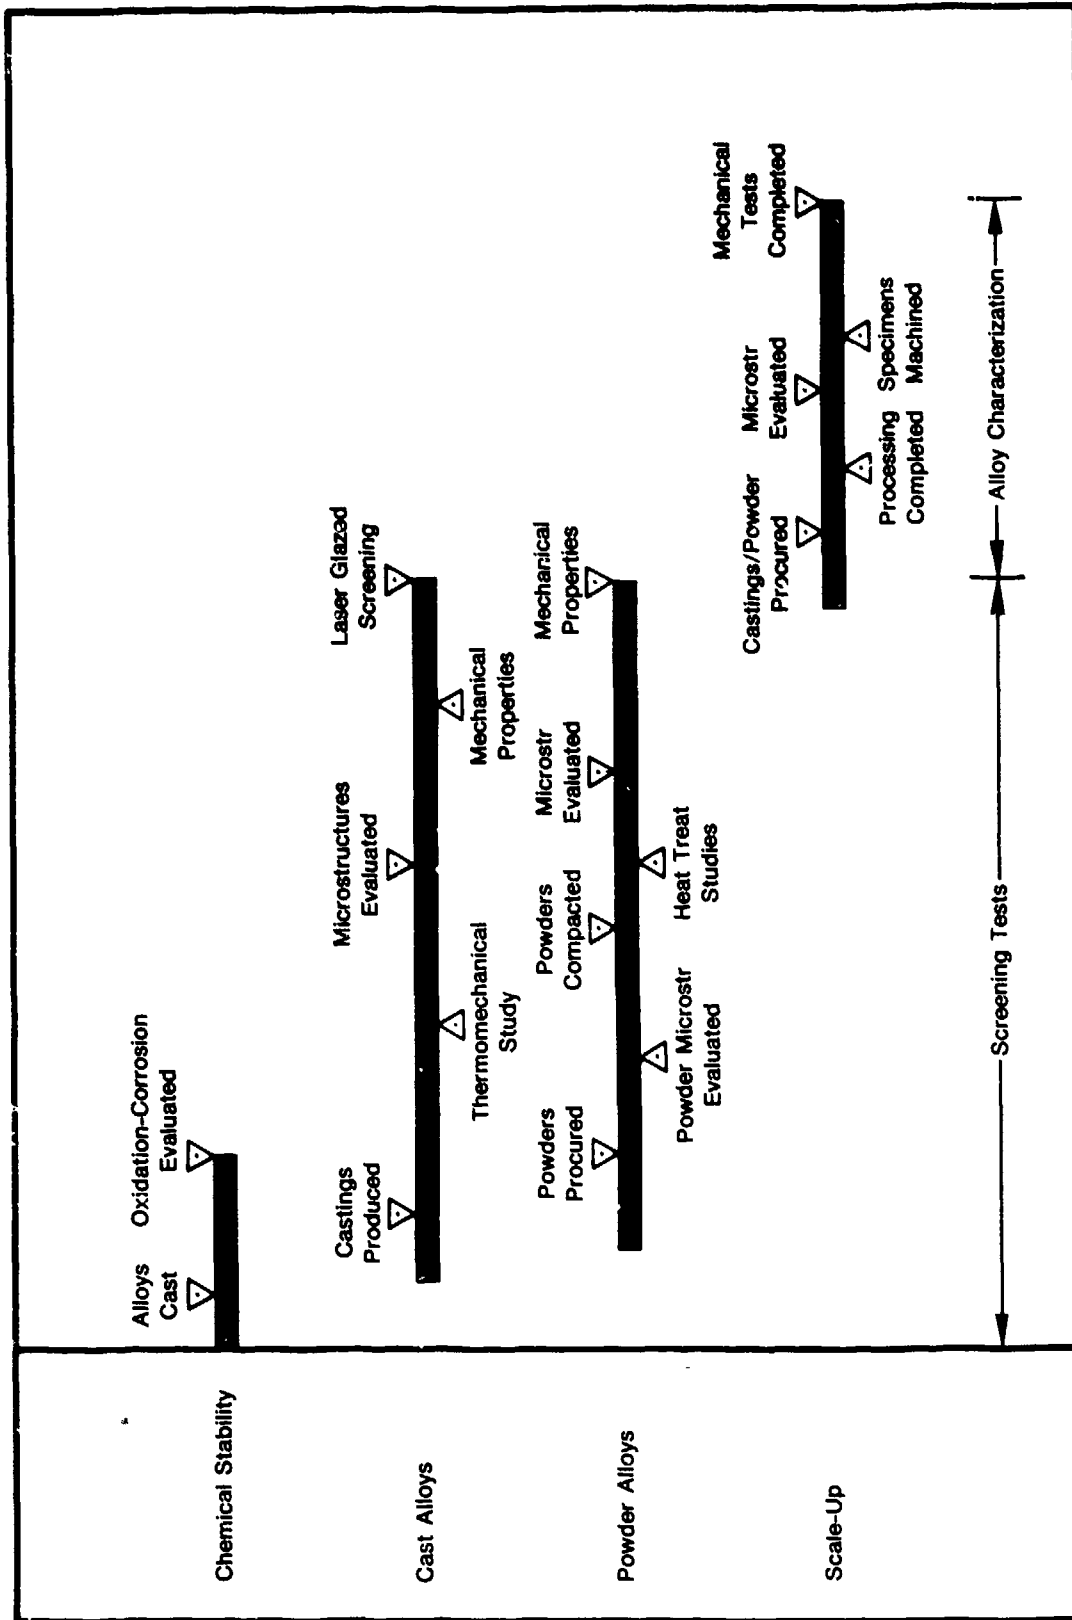 Chemical Stability
Alloys
Cast
Oxidation-Corrosion
Evaluated
Cast Alloys
Castings
Produced
Thermomechanical
Study
Microstructures
Evaluated
Mechanical
Properties
Laser Glazed
Screening
Powder Alloys
Powders
Procured
Powder Microstr
Evaluated
Powders
Compacted
Heat Treat
Studies
Microstr
Evaluated
Mechanical
Properties
Scale-Up
Castings/Powder
Procured
Processing
Completed
Microstr
Evaluated
Specimens
Machined
Mechanical
Tests
Completed
Screening Tests
Alloy Characterization